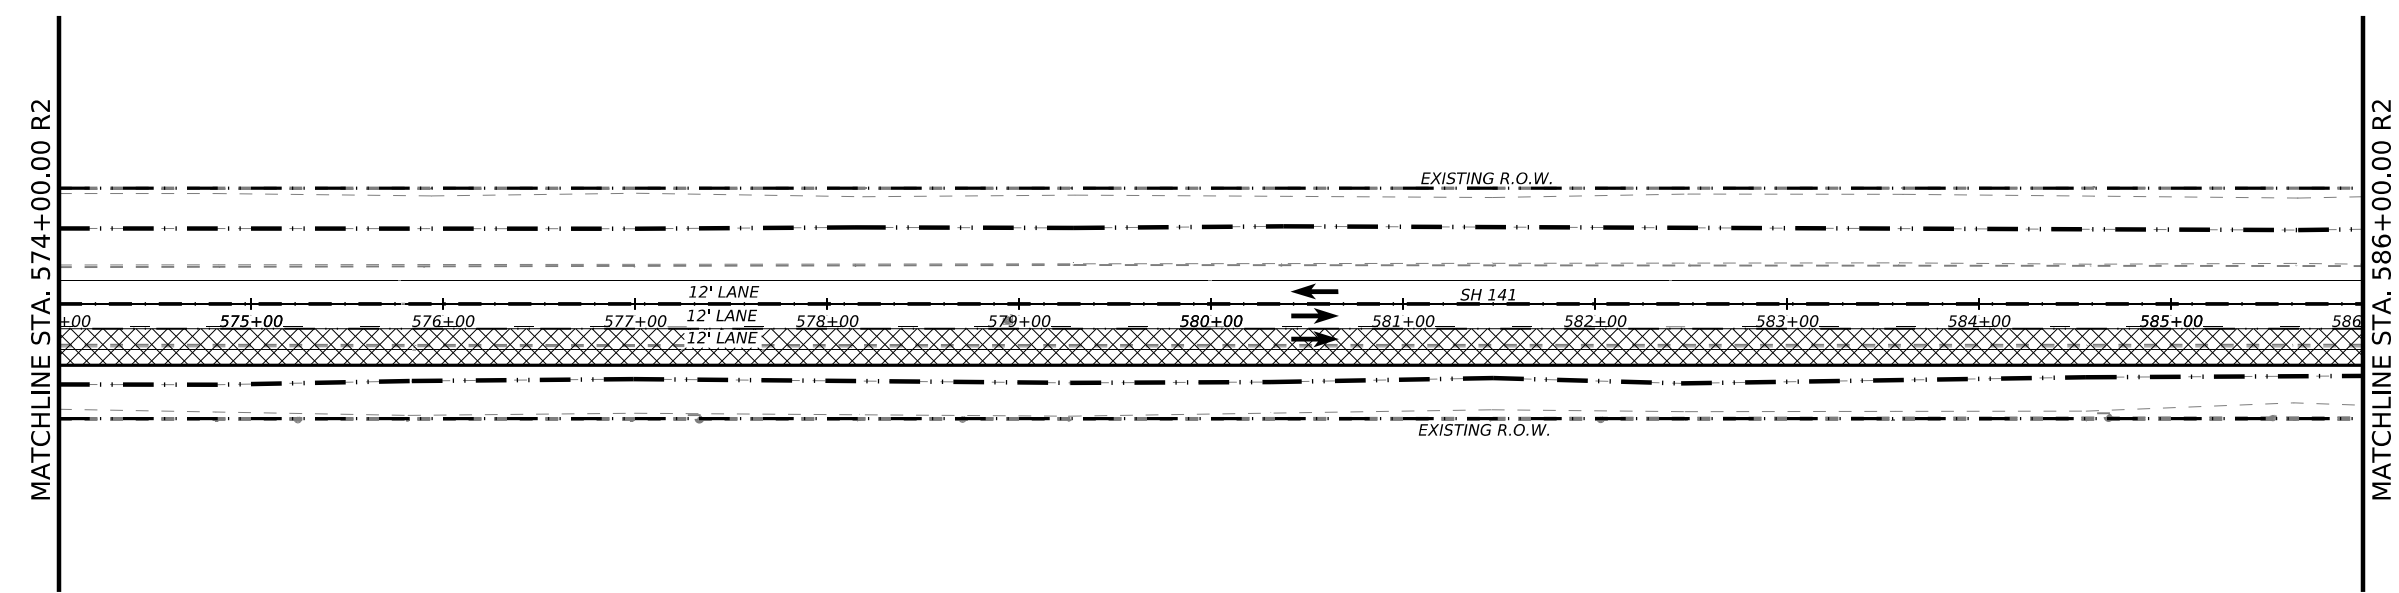 MATCHLINE STA. 574+00.00 R2
EXISTING R.O.W.
12' LANE
SH 141
12' LANE
+00 575+00 576+00 577+00 578+00 579+00 580+00 581+00 582+00 583+00 584+00 585+00 586
12' LANE
EXISTING R.O.W.
MATCHLINE STA. 586+00.00 R2